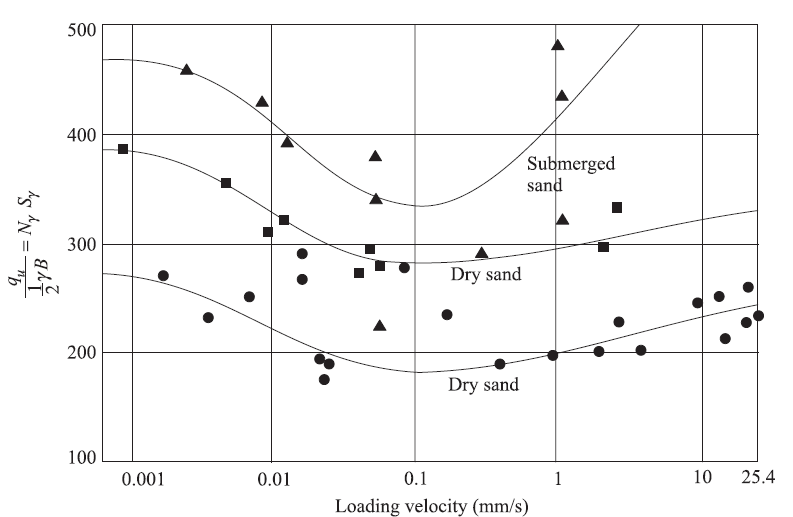 500
400
300
200
100
q_u / ½ γB = N_γ S_γ
Submerged
sand
Dry sand
Dry sand
0.001
0.01
0.1
1
10
25.4
Loading velocity (mm/s)